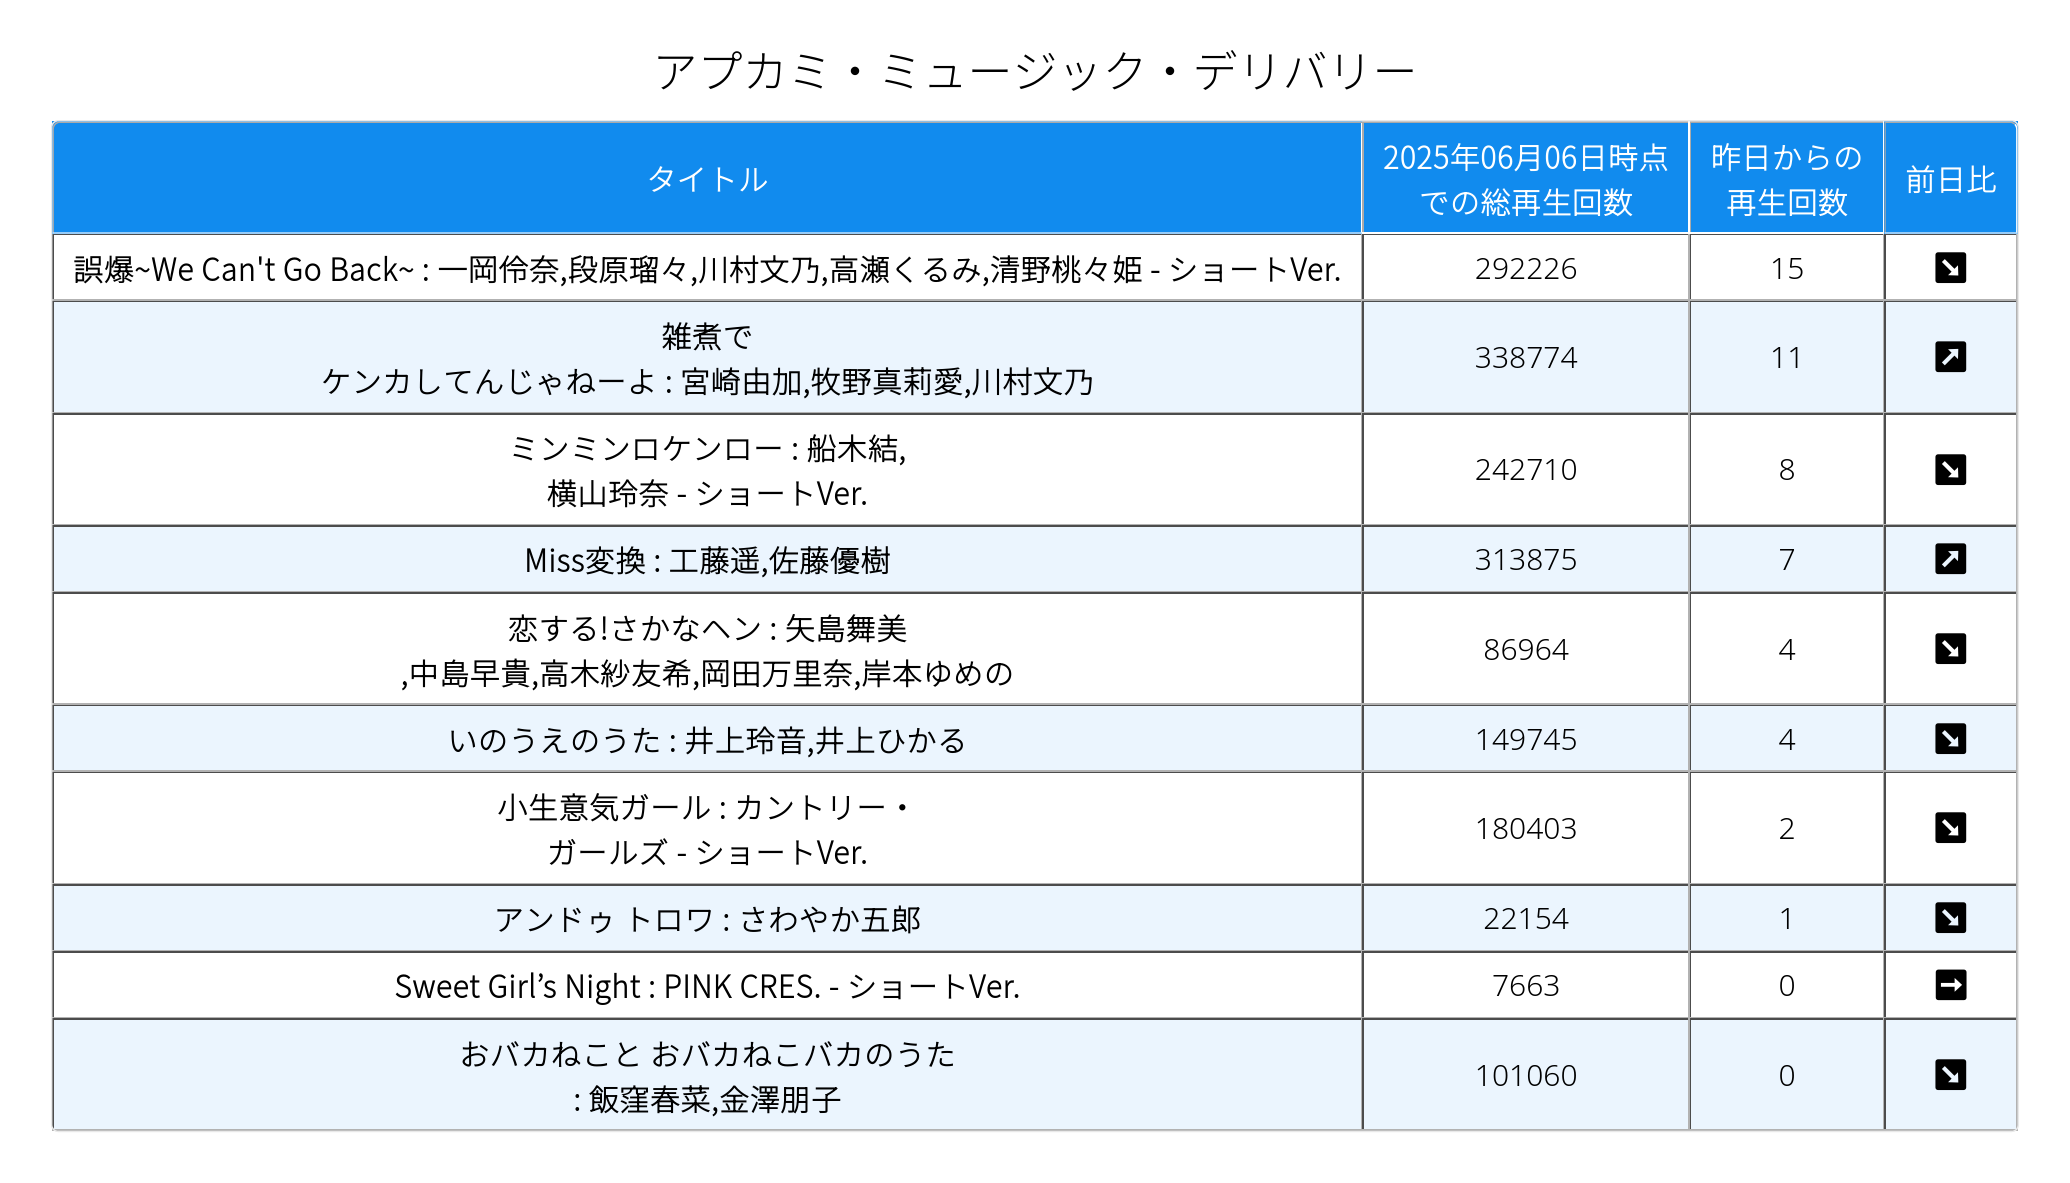 アプカミ・ミュージック・デリバリー
タイトル
2025年06月06日時点
での総再生回数
昨日からの
再生回数
前日比
誤爆~We Can't Go Back~ : 一岡伶奈,段原瑠々,川村文乃,高瀬くるみ,清野桃々姫 - ショートVer.
292226
15
雑煮で
ケンカしてんじゃねーよ : 宮崎由加,牧野真莉愛,川村文乃
338774
11
ミンミンロケンロー : 船木結,
横山玲奈 - ショートVer.
242710
8
Miss変換 : 工藤遥,佐藤優樹
313875
7
恋する!さかなヘン : 矢島舞美
,中島早貴,高木紗友希,岡田万里奈,岸本ゆめの
86964
4
いのうえのうた : 井上玲音,井上ひかる
149745
4
小生意気ガール : カントリー・
ガールズ - ショートVer.
180403
2
アンドゥ トロワ : さわやか五郎
22154
1
Sweet Girl’s Night : PINK CRES. - ショートVer.
7663
0
おバカねこと おバカねこバカのうた
: 飯窪春菜,金澤朋子
101060
0